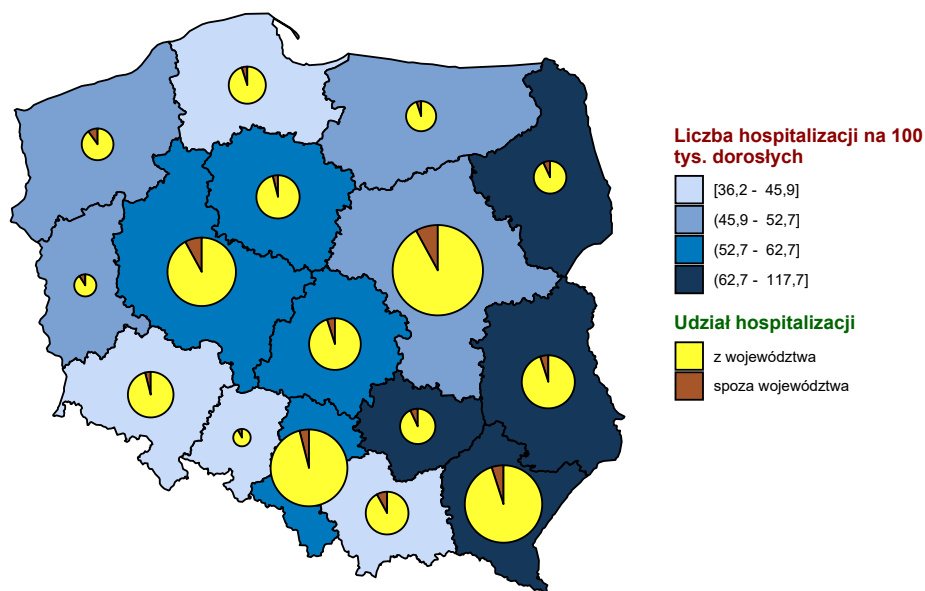 Liczba hospitalizacji na 100
tys. dorosłych
[36,2 - 45,9]
(45,9 - 52,7]
(52,7 - 62,7]
(62,7 - 117,7]
Udział hospitalizacji
z województwa
spoza województwa